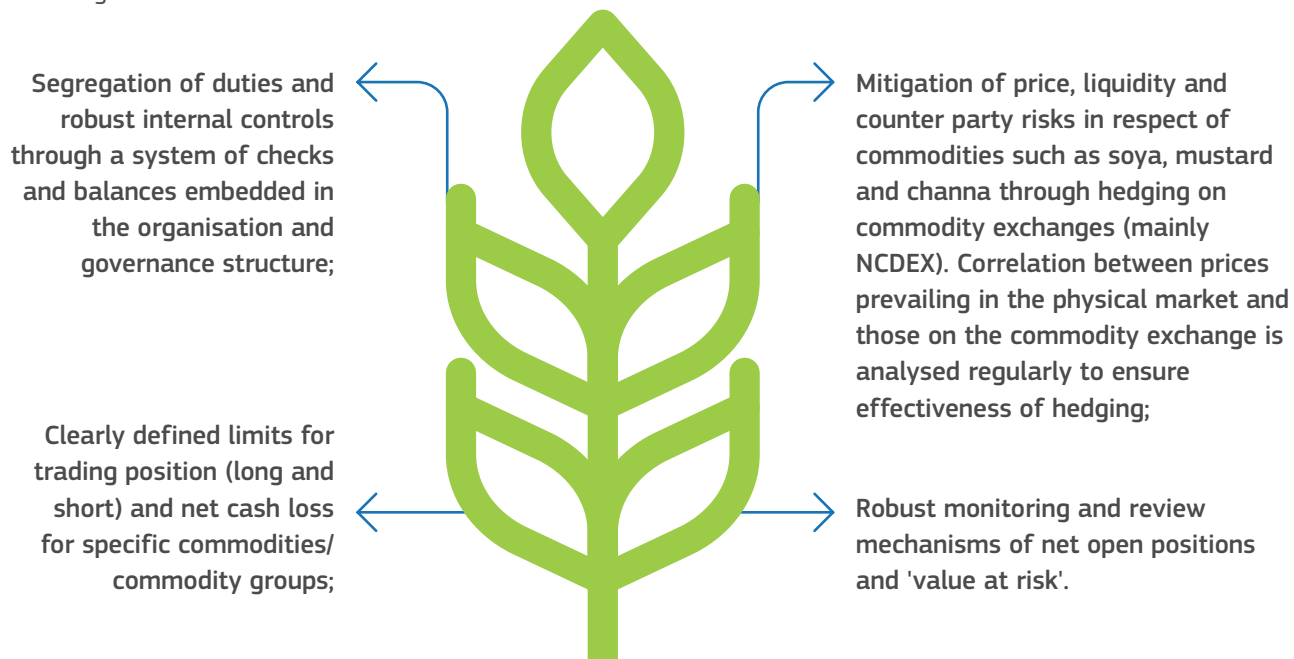 Segregation of duties and
robust internal controls
through a system of checks
and balances embedded in
the organisation and
governance structure;
Mitigation of price, liquidity and
counter party risks in respect of
commodities such as soya, mustard
and channa through hedging on
commodity exchanges (mainly
NCDEX). Correlation between prices
prevailing in the physical market and
those on the commodity exchange is
analysed regularly to ensure
effectiveness of hedging;
Clearly defined limits for
trading position (long and
short) and net cash loss
for specific commodities/
commodity groups;
Robust monitoring and review
mechanisms of net open positions
and 'value at risk'.